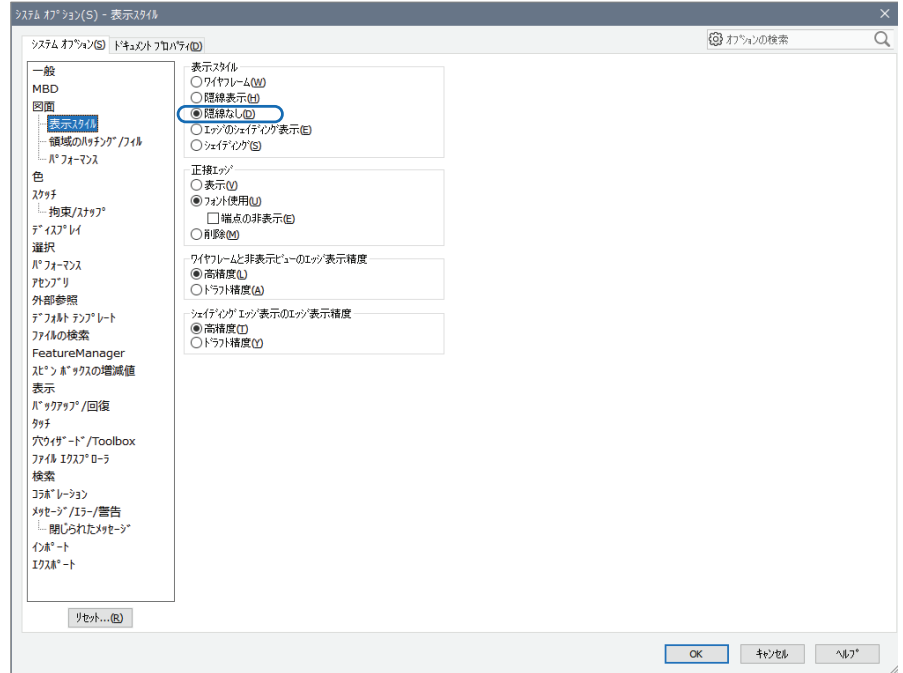 システム オプション(S) - 表示スタイル
システム オプション(S) ドキュメント プロパティ(D)
オプションの検索
一般
MBD
図面
表示スタイル
領域のハッチング/フィル
パフォーマンス
色
スケッチ
拘束/スナップ
ディスプレイ
選択
パフォーマンス
アセンブリ
外部参照
デフォルト テンプレート
ファイルの検索
FeatureManager
スピン ボックスの増減値
表示
バックアップ/回復
タッチ
穴ウィザード/Toolbox
ファイル エクスプローラ
検索
コラボレーション
メッセージ/エラー/警告
閉じられたメッセージ
インポート
エクスポート
リセット...(R)
表示スタイル
ワイヤフレーム(W)
隠線表示(H)
隠線なし(D)
エッジのシェイディング表示(E)
シェイディング(S)
正接エッジ
表示(V)
フォント使用(U)
端点の非表示(E)
削除(M)
ワイヤフレームと非表示ビューのエッジ表示精度
高精度(L)
ドラフト精度(A)
シェイディング エッジ表示のエッジ表示精度
高精度(T)
ドラフト精度(Y)
OK
キャンセル
ヘルプ